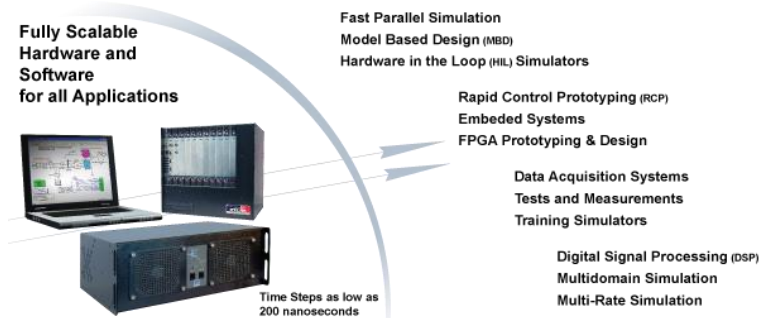 Fully Scalable
Hardware and
Software
for all Applications
Fast Parallel Simulation
Model Based Design (MBD)
Hardware in the Loop (HIL) Simulators
Rapid Control Prototyping (RCP)
Embeded Systems
FPGA Prototyping & Design
Data Acquisition Systems
Tests and Measurements
Training Simulators
Digital Signal Processing (DSP)
Multidomain Simulation
Multi-Rate Simulation
Time Steps as low as
200 nanoseconds